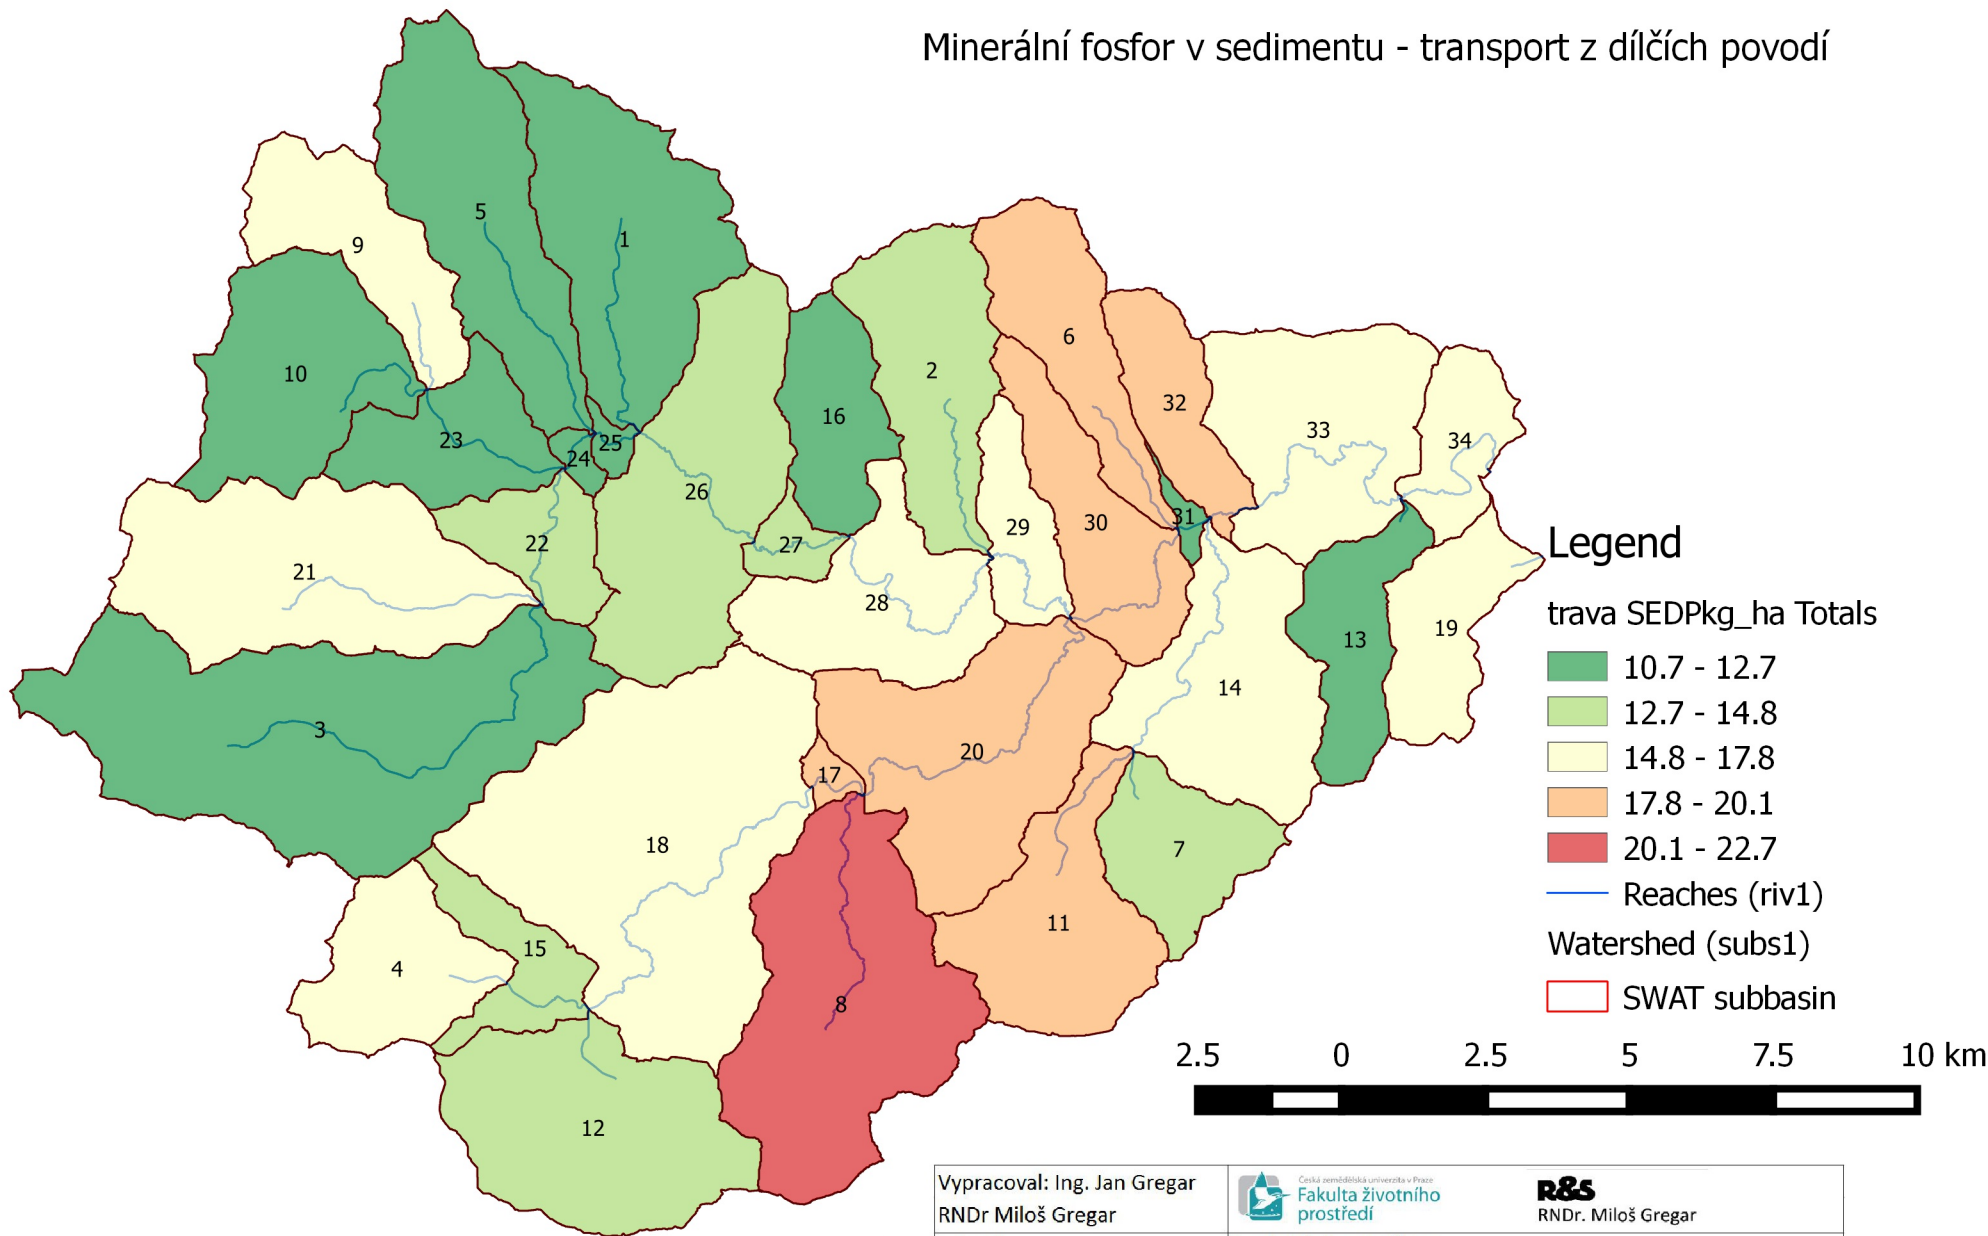 Minerální fosfor v sedimentu - transport z dílčích povodí
5
1
9
6
10
2
32
16
33
23
25
34
24
26
31
29
30
27
22
21
28
19
13
14
3
20
17
18
7
11
15
4
8
12
Legend
trava SEDPkg_ha Totals
10.7 - 12.7
12.7 - 14.8
14.8 - 17.8
17.8 - 20.1
20.1 - 22.7
Reaches (riv1)
Watershed (subs1)
SWAT subbasin
2.5 0 2.5 5 7.5 10 km
Vypracoval: Ing. Jan Gregar
RNDr Miloš Gregar
Česká zemědělská univerzita v Praze
Fakulta životního
prostředí
R&S
RNDr. Miloš Gregar